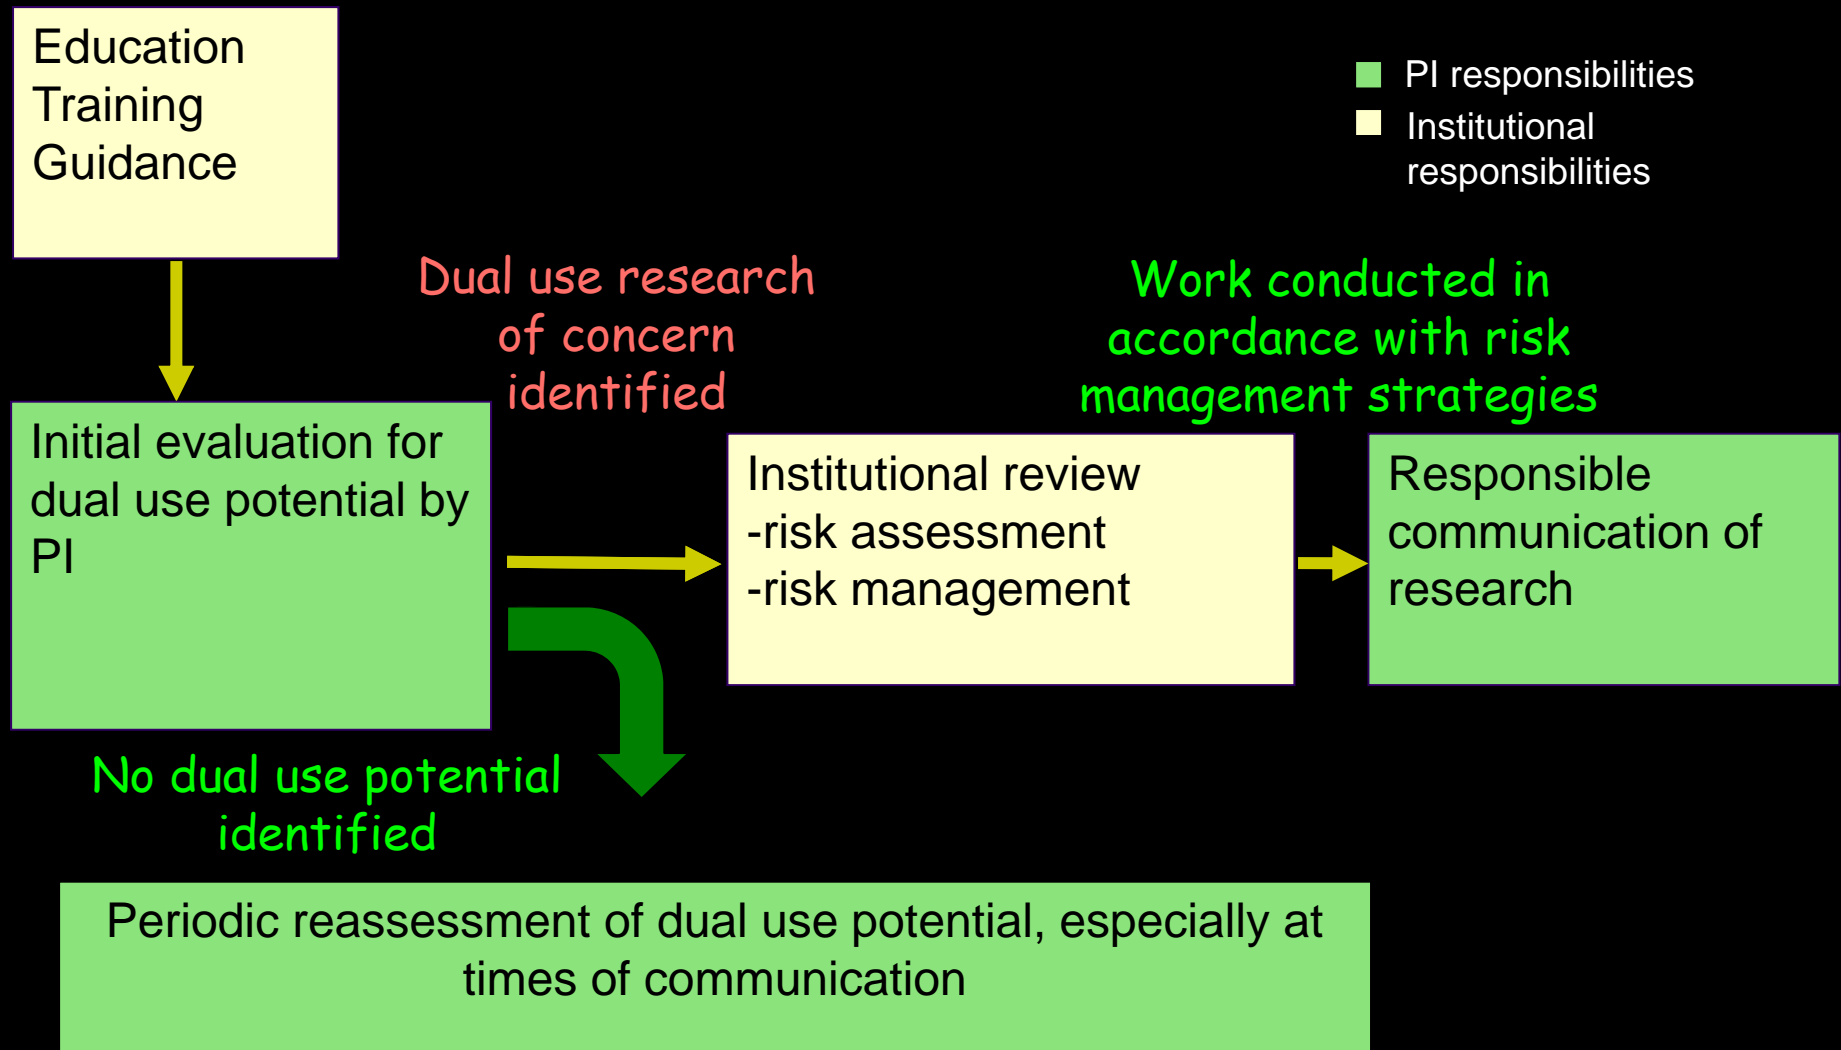 Education
Training
Guidance
PI responsibilities
Institutional
responsibilities
Dual use research
of concern
identified
Work conducted in
accordance with risk
management strategies
Initial evaluation for
dual use potential by
PI
Institutional review
-risk assessment
-risk management
Responsible
communication of
research
No dual use potential
identified
Periodic reassessment of dual use potential, especially at
times of communication